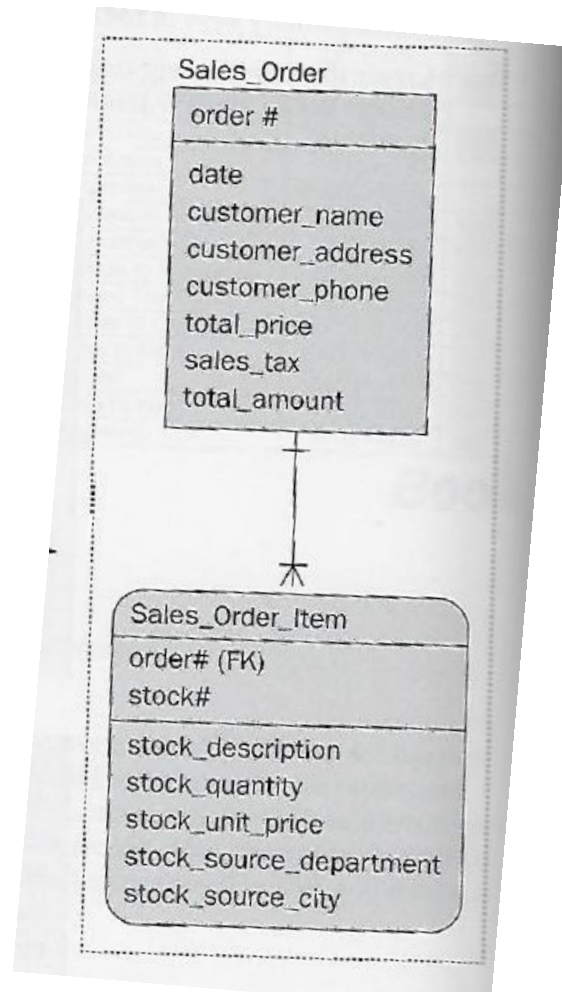 Sales_Order
order #
date
customer_name
customer_address
customer_phone
total_price
sales_tax
total_amount
Sales_Order_Item
order# (FK)
stock#
stock_description
stock_quantity
stock_unit_price
stock_source_department
stock_source_city